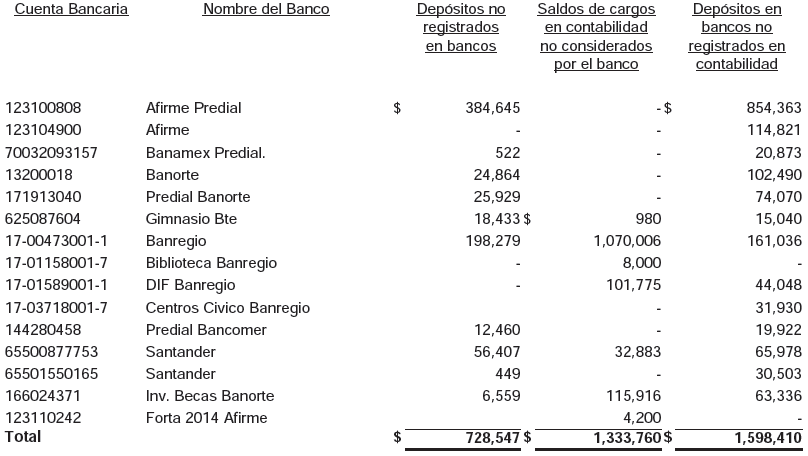 Cuenta Bancaria Nombre del Banco Depósitos no Saldos de cargos Depósitos en
registrados en contabilidad bancos no
en bancos no considerados registrados en
por el banco contabilidad
123100808 Afirme Predial $ 384,645 - $ 854,363
123104900 Afirme - - 114,821
70032093157 Banamex Predial. 522 - 20,873
13200018 Banorte 24,864 - 102,490
171913040 Predial Banorte 25,929 - 74,070
625087604 Gimnasio Bte 18,433 $ 980 15,040
17-00473001-1 Banregio 198,279 1,070,006 161,036
17-01158001-7 Biblioteca Banregio - 8,000 -
17-01589001-1 DIF Banregio - 101,775 44,048
17-03718001-7 Centros Civico Banregio - 31,930
144280458 Predial Bancomer 12,460 - 19,922
65500877753 Santander 56,407 32,883 65,978
65501550165 Santander 449 - 30,503
166024371 Inv. Becas Banorte 6,559 115,916 63,336
123110242 Forta 2014 Afirme 4,200 -
Total $ 728,547 $ 1,333,760 $ 1,598,410